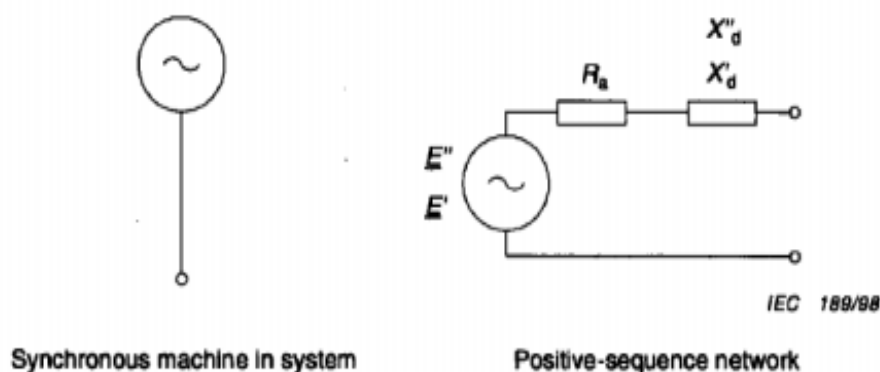 X"d
Ra X'd
E"
E'
IEC 189/98
Synchronous machine in system Positive-sequence network